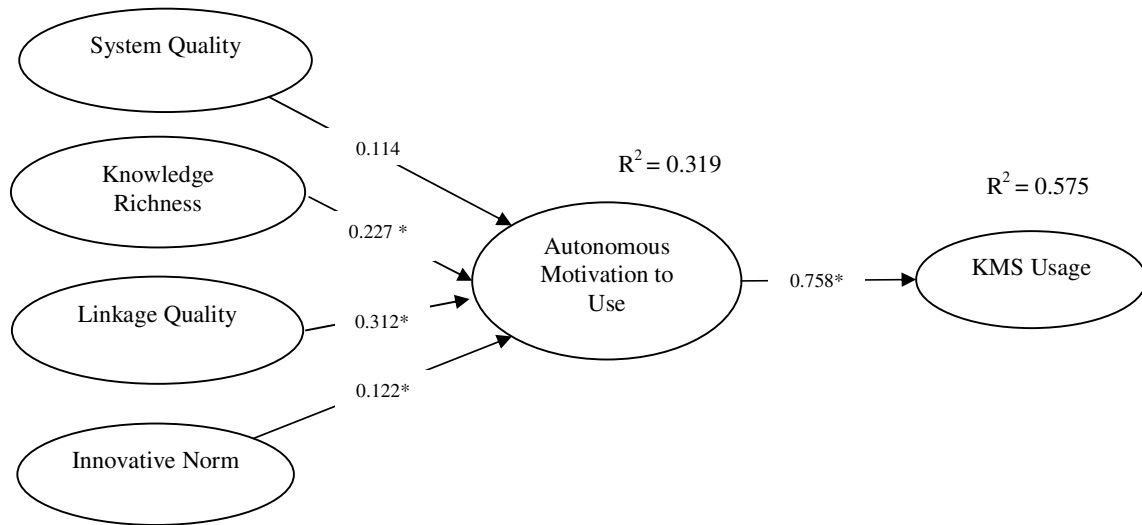 System Quality
0.114
R² = 0.319
Knowledge
Richness
R² = 0.575
0.227 *
Autonomous
Motivation to
Use
0.758*
KMS Usage
Linkage Quality
0.312*
0.122*
Innovative Norm